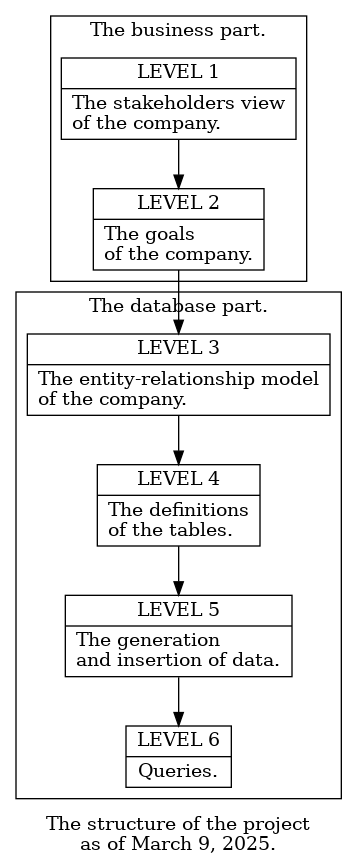 The business part.
LEVEL 1
The stakeholders view
of the company.
LEVEL 2
The goals
of the company.
The database part.
LEVEL 3
The entity-relationship model
of the company.
LEVEL 4
The definitions
of the tables.
LEVEL 5
The generation
and insertion of data.
LEVEL 6
Queries.
The structure of the project
as of March 9, 2025.